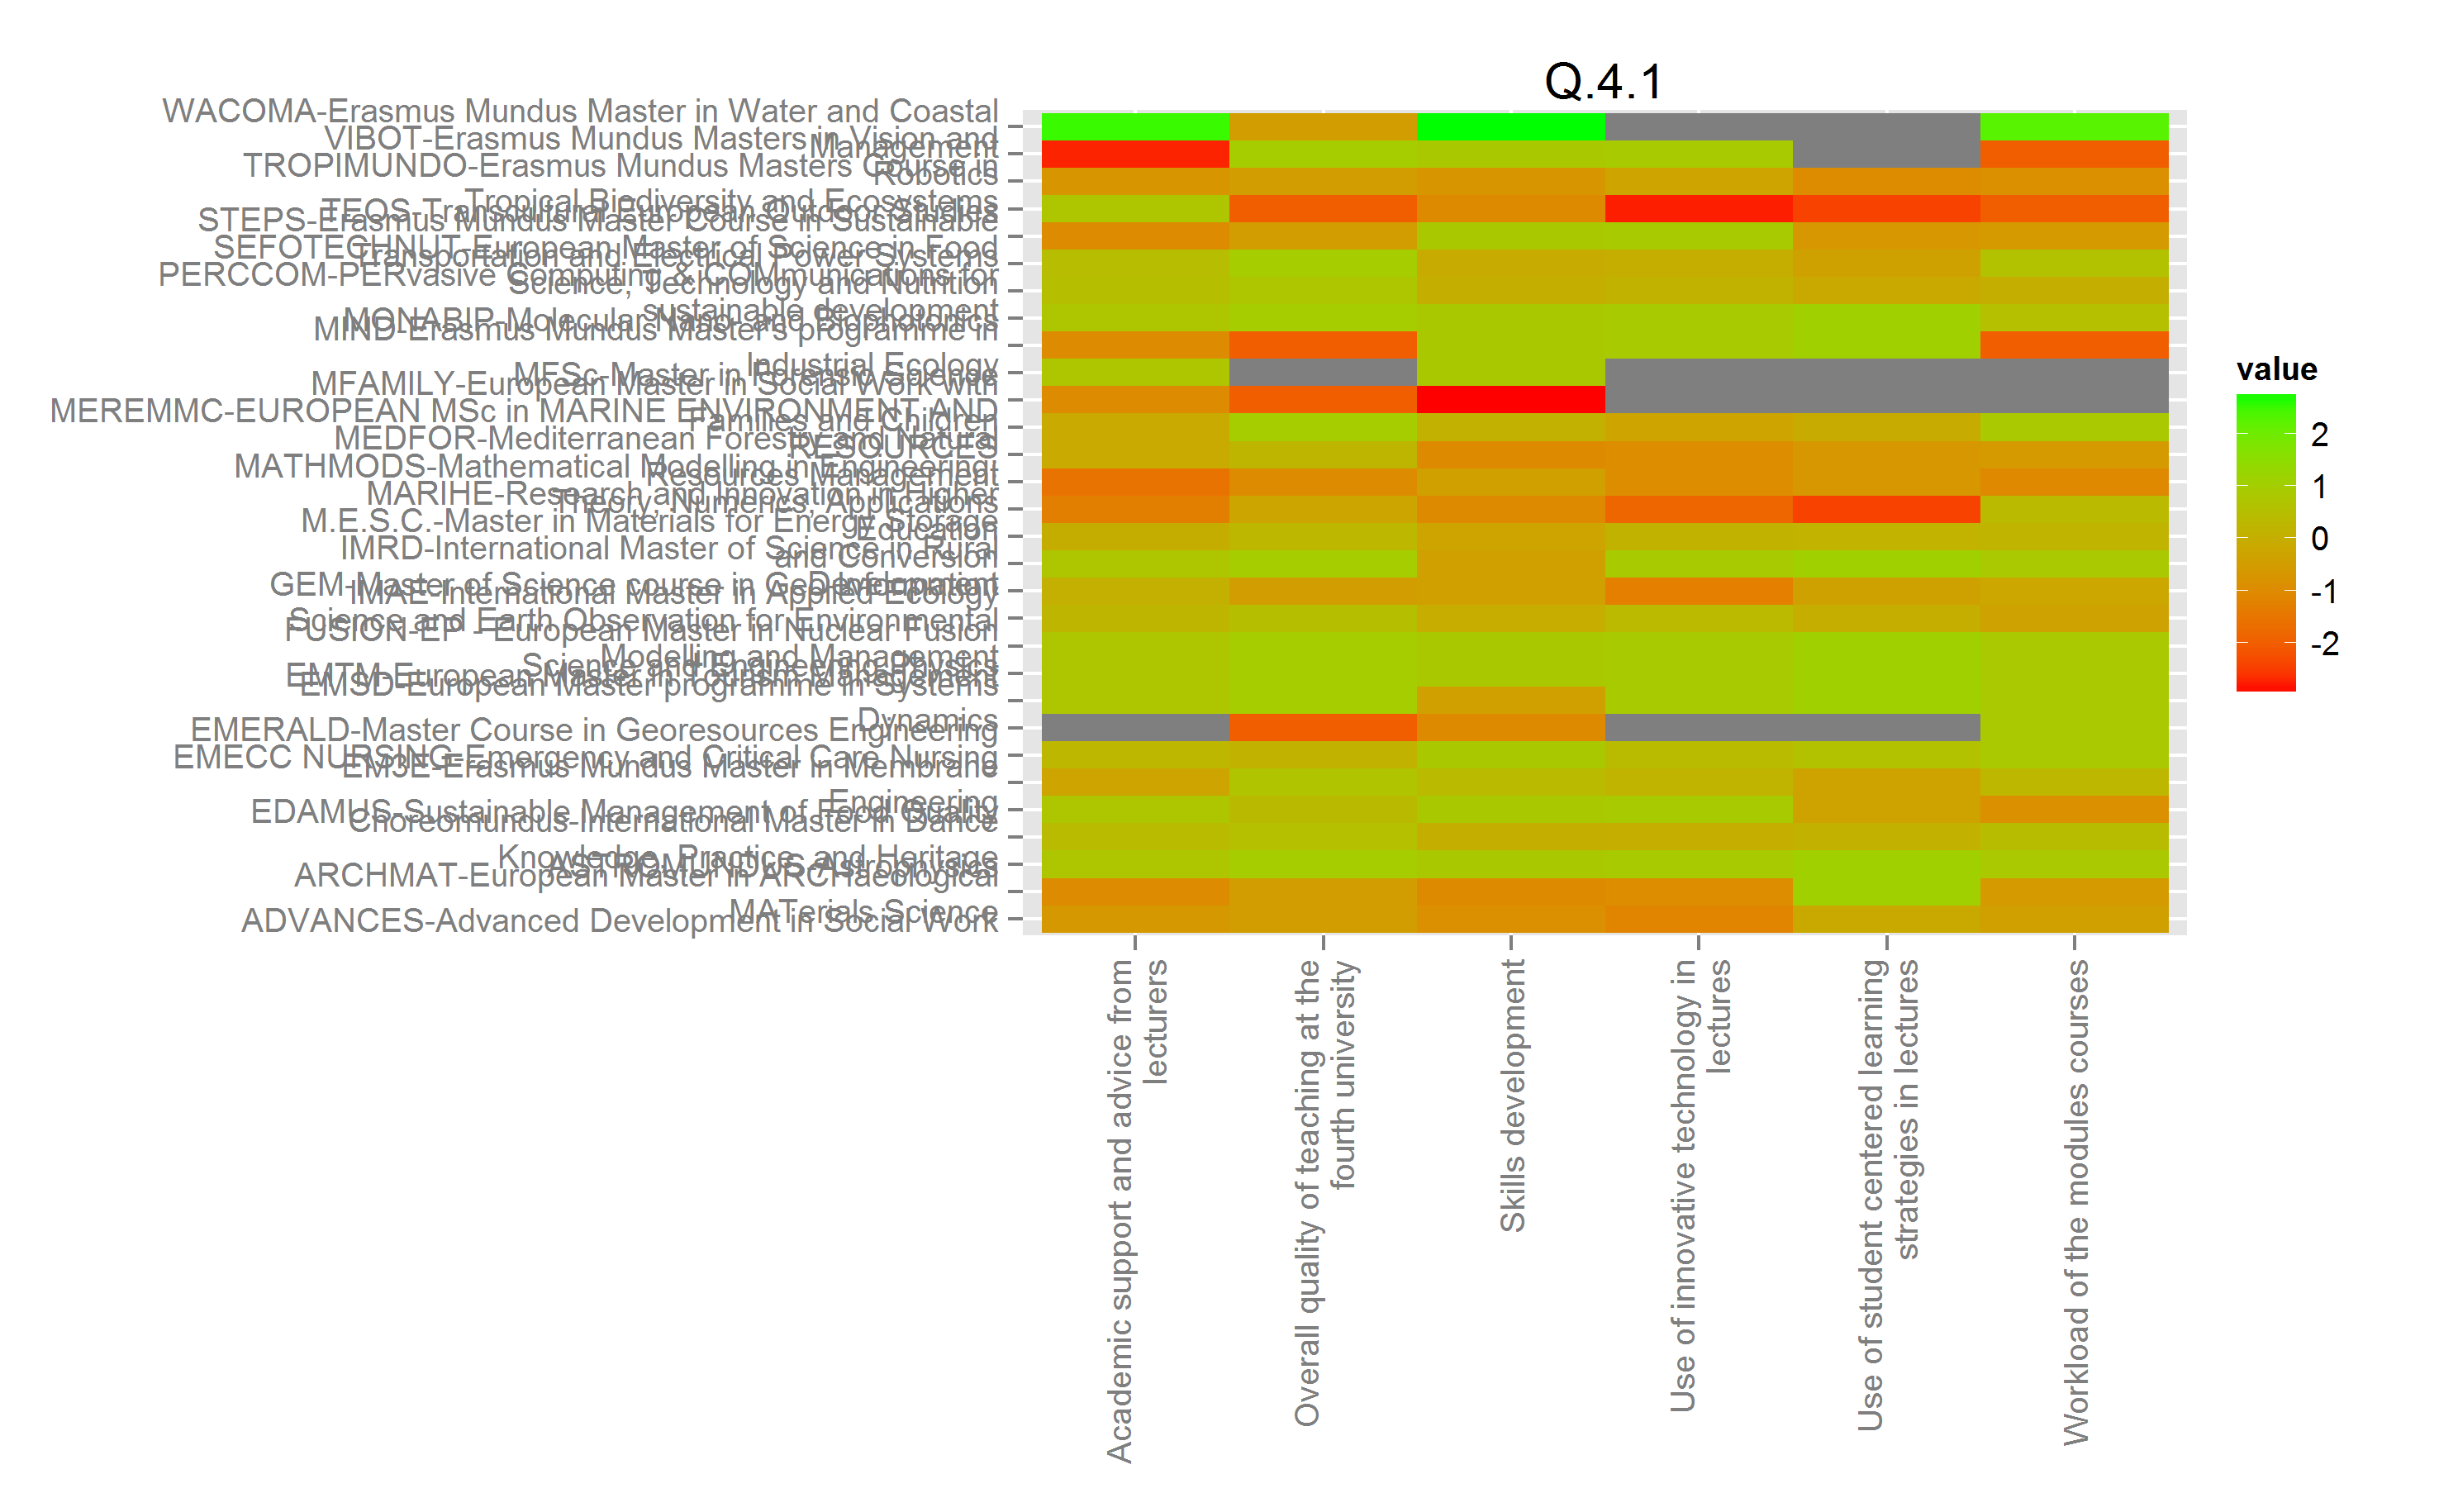 Q.4.1
WACOMA-Erasmus Mundus Master in Water and Coastal
Management
VIBOT-Erasmus Mundus Masters in Vision and
Robotics
TROPIMUNDO-Erasmus Mundus Masters Course in
Tropical Biodiversity and Ecosystems
TEOS-Transcultural European Outdoor Studies
STEPS-Erasmus Mundus Master Course in Sustainable
Transportation and Electrical Power Systems
SEFOTECHNUT-European Master of Science in Food
Science, Technology and Nutrition
PERCCOM-PERvasive Computing & COMmunications for
sustainable development
MONABIP-Molecular Nano- and Biophotonics
MIND-Erasmus Mundus Master's programme in
Industrial Ecology
MFSc-Master in Forensic Science
MFAMILY-European Master in Social Work with
Families and Children
MEREMMC-EUROPEAN MSc in MARINE ENVIRONMENT AND
RESOURCES
MEDFOR-Mediterranean Forestry and Natural
Resources Management
MATHMODS-Mathematical Modelling in Engineering:
Theory, Numerics, Applications
MARIHE-Research and Innovation in Higher
Education
M.E.S.C.-Master in Materials for Energy Storage
and Conversion
IMRD-International Master of Science in Rural
Development
IMAE-International Master in Applied Ecology
GEM-Master of Science course in Geo-Information
Science and Earth Observation for Environmental
Modelling and Management
FUSION-EP - European Master in Nuclear Fusion
Science and Engineering Physics
EMTM-European Master in Tourism Management
EMSD-European Master programme in Systems
Dynamics
EMERALD-Master Course in Georesources Engineering
EMECC NURSING-Emergency and Critical Care Nursing
EM3E-Erasmus Mundus Master in Membrane
Engineering
EDAMUS-Sustainable Management of Food Quality
Choreomundus-International Master in Dance
Knowledge, Practice, and Heritage
ASTROMUNDUS-Astrophysics
ARCHMAT-European Master in ARCHaeological
MATerials Science
ADVANCES-Advanced Development in Social Work
Academic support and advice from
lecturers
Overall quality of teaching at the
fourth university
Skills development
Use of innovative technology in
lectures
Use of student centered learning
strategies in lectures
Workload of the modules courses
value
2
1
0
-1
-2